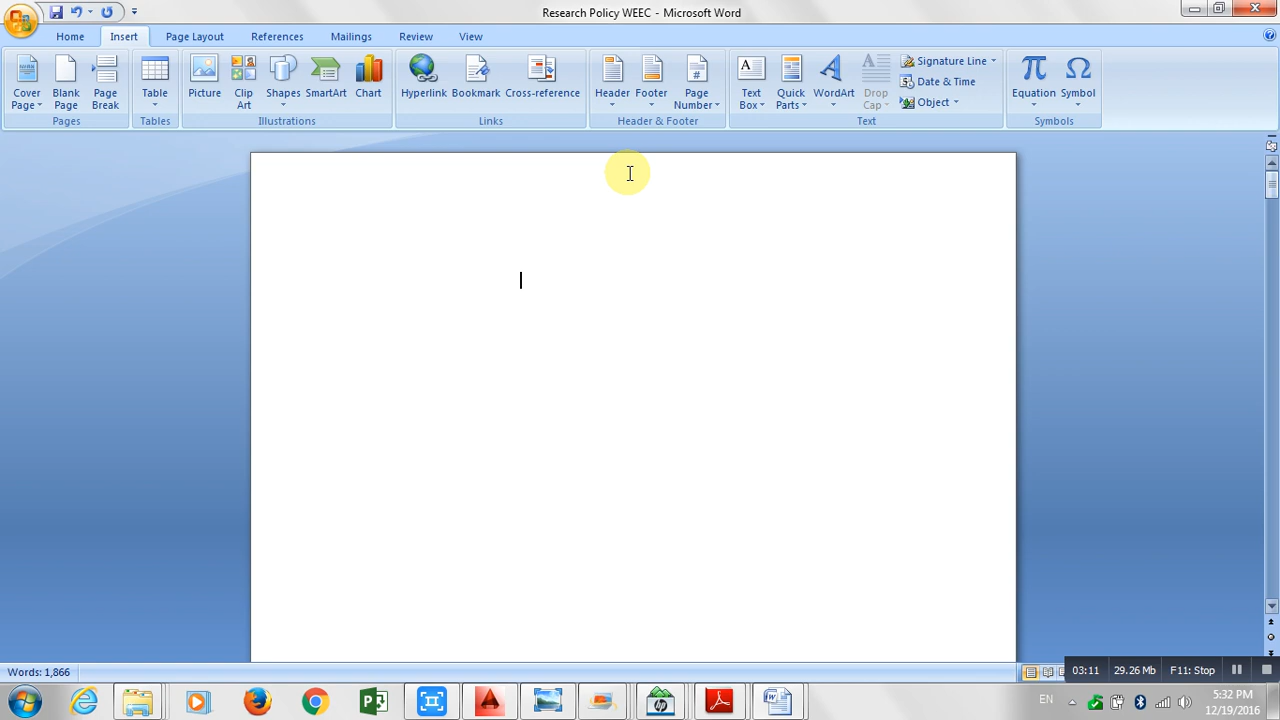 Research Policy WEEC - Microsoft Word
Home Insert Page Layout References Mailings Review View
Cover Page Blank Page Page Break Table Picture Clip Art Shapes SmartArt Chart Hyperlink Bookmark Cross-reference Header Footer Page Number Text Box Quick Parts WordArt Drop Cap Signature Line
Date & Time
Object
Equation Symbol
Pages Tables Illustrations Links Header & Footer Text Symbols
Words: 1,866
03:11 29.26 Mb F11: Stop
EN
5:32 PM
12/19/2016